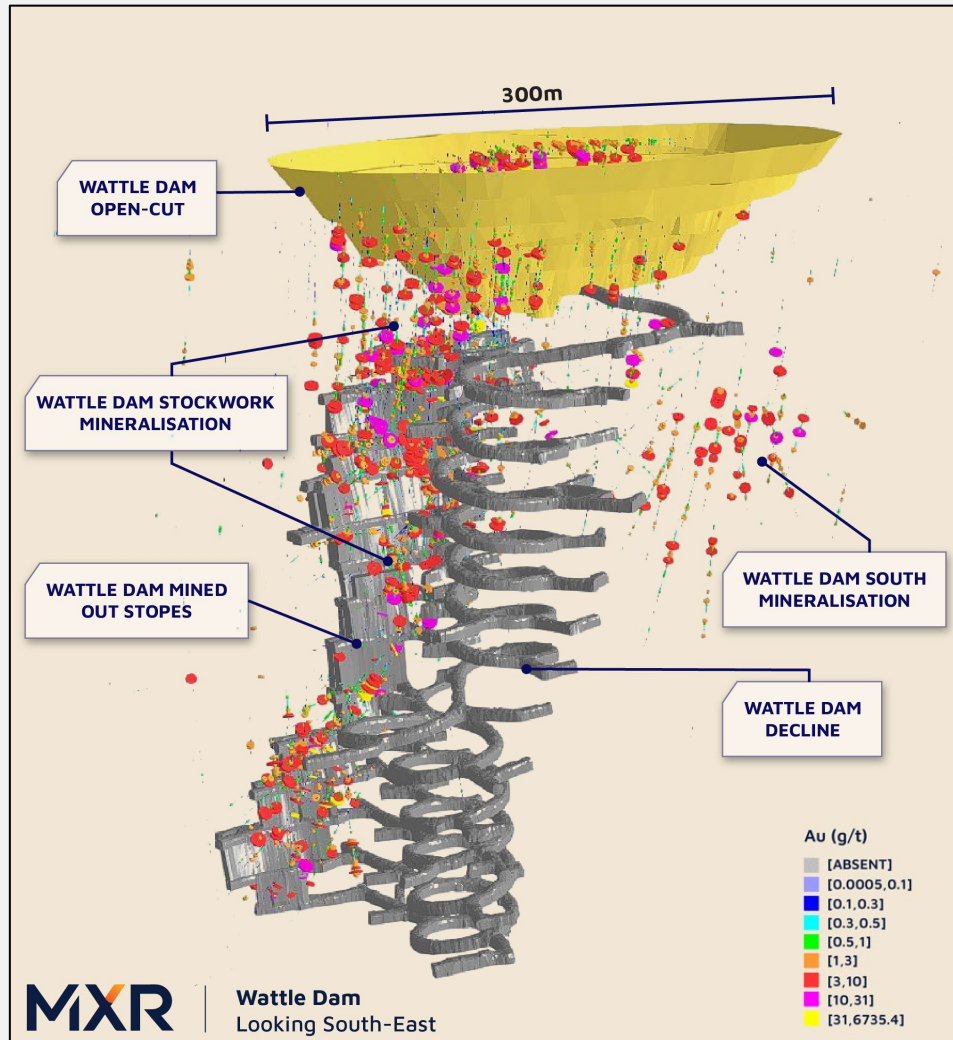 300m
WATTLE DAM
OPEN-CUT
WATTLE DAM STOCKWORK
MINERALISATION
WATTLE DAM MINED
OUT STOPES
WATTLE DAM SOUTH
MINERALISATION
WATTLE DAM
DECLINE
Au (g/t)
[ABSENT]
[0.0005,0.1]
[0.1,0.3]
[0.3,0.5]
[0.5,1]
[1,3]
[3,10]
[10,31]
[31,6735.4]
MXR
Wattle Dam
Looking South-East